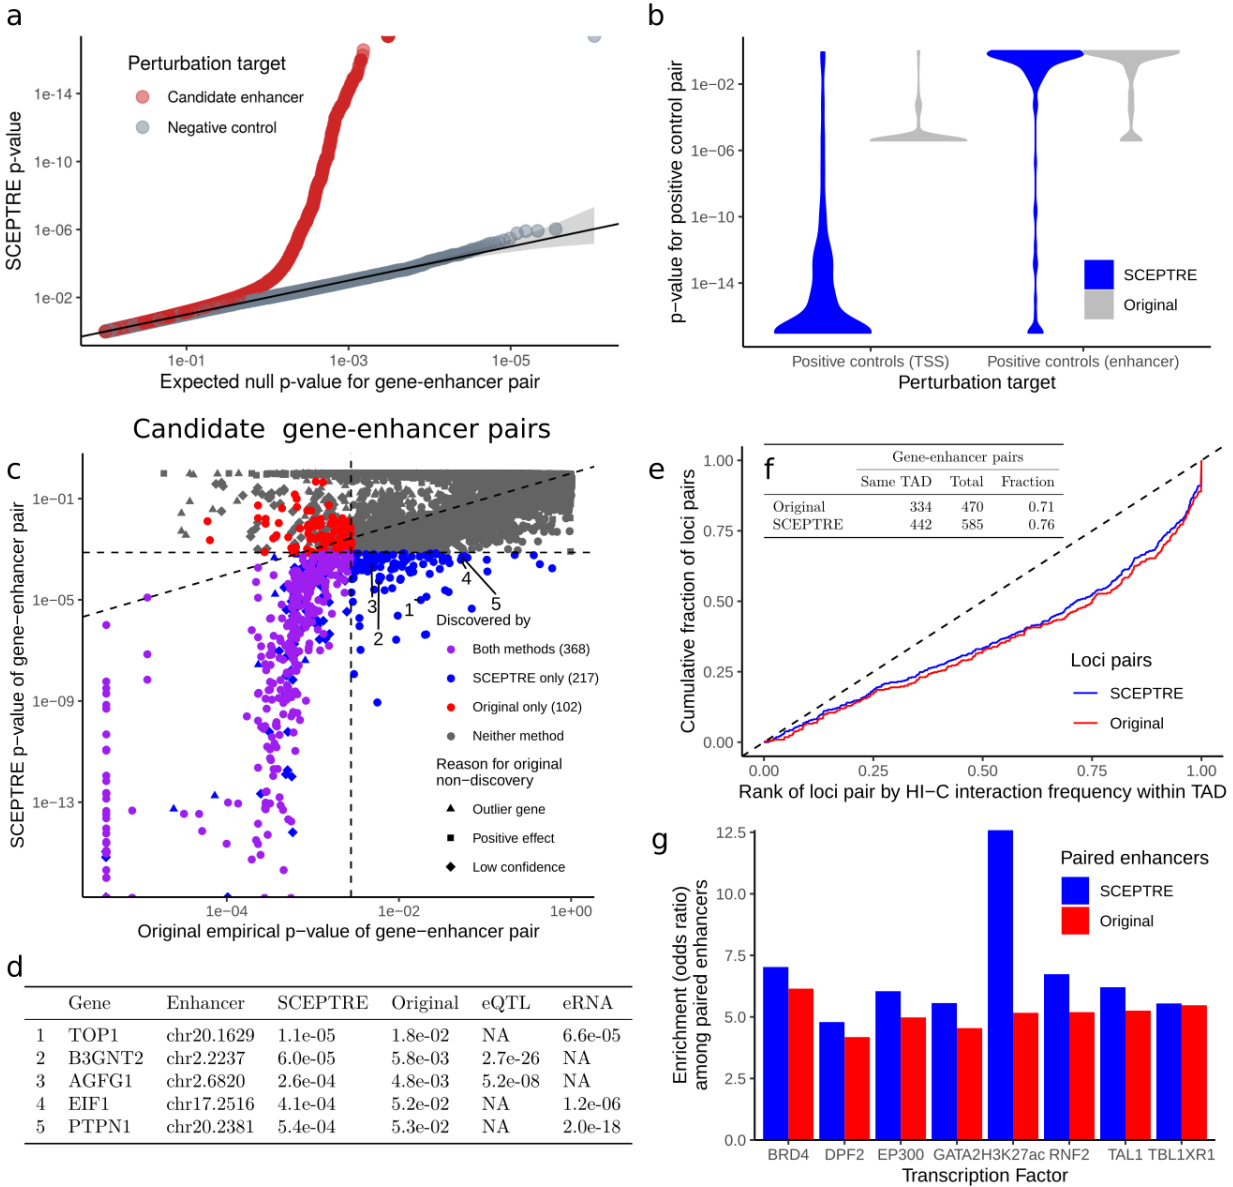 a
SCEPTRE p-value
1e-14
1e-10
1e-06
1e-02
Perturbation target
Candidate enhancer
Negative control
1e-01 1e-03 1e-05
Expected null p-value for gene-enhancer pair
b
p-value for positive control pair
1e−02
1e−06
1e−10
1e−14
SCEPTRE
Original
Positive controls (TSS) Positive controls (enhancer)
Perturbation target
Candidate gene-enhancer pairs
c
SCEPTRE p-value of gene−enhancer pair
1e−01
1e−05
1e−09
1e−13
3
2
1
4
5
Discovered by
Both methods (368)
SCEPTRE only (217)
Original only (102)
Neither method
Reason for original
non−discovery
Outlier gene
Positive effect
Low confidence
1e−04 1e−02 1e+00
Original empirical p−value of gene−enhancer pair
d
Gene Enhancer SCEPTRE Original eQTL eRNA
1 TOP1 chr20.1629 1.1e-05 1.8e-02 NA 6.6e-05
2 B3GNT2 chr2.2237 6.0e-05 5.8e-03 2.7e-26 NA
3 AGFG1 chr2.6820 2.6e-04 4.8e-03 5.2e-08 NA
4 EIF1 chr17.2516 4.1e-04 5.2e-02 NA 1.2e-06
5 PTPN1 chr20.2381 5.4e-04 5.3e-02 NA 2.0e-18
e
Cumulative fraction of loci pairs
1.00
0.75
0.50
0.25
0.00
f
Gene-enhancer pairs
Same TAD Total Fraction
Original 334 470 0.71
SCEPTRE 442 585 0.76
Loci pairs
SCEPTRE
Original
0.00 0.25 0.50 0.75 1.00
Rank of loci pair by HI−C interaction frequency within TAD
g
Enrichment (odds ratio)
among paired enhancers
12.5
10.0
7.5
5.0
2.5
0.0
Paired enhancers
SCEPTRE
Original
BRD4 DPF2 EP300 GATA2 H3K27ac RNF2 TAL1 TBL1XR1
Transcription Factor